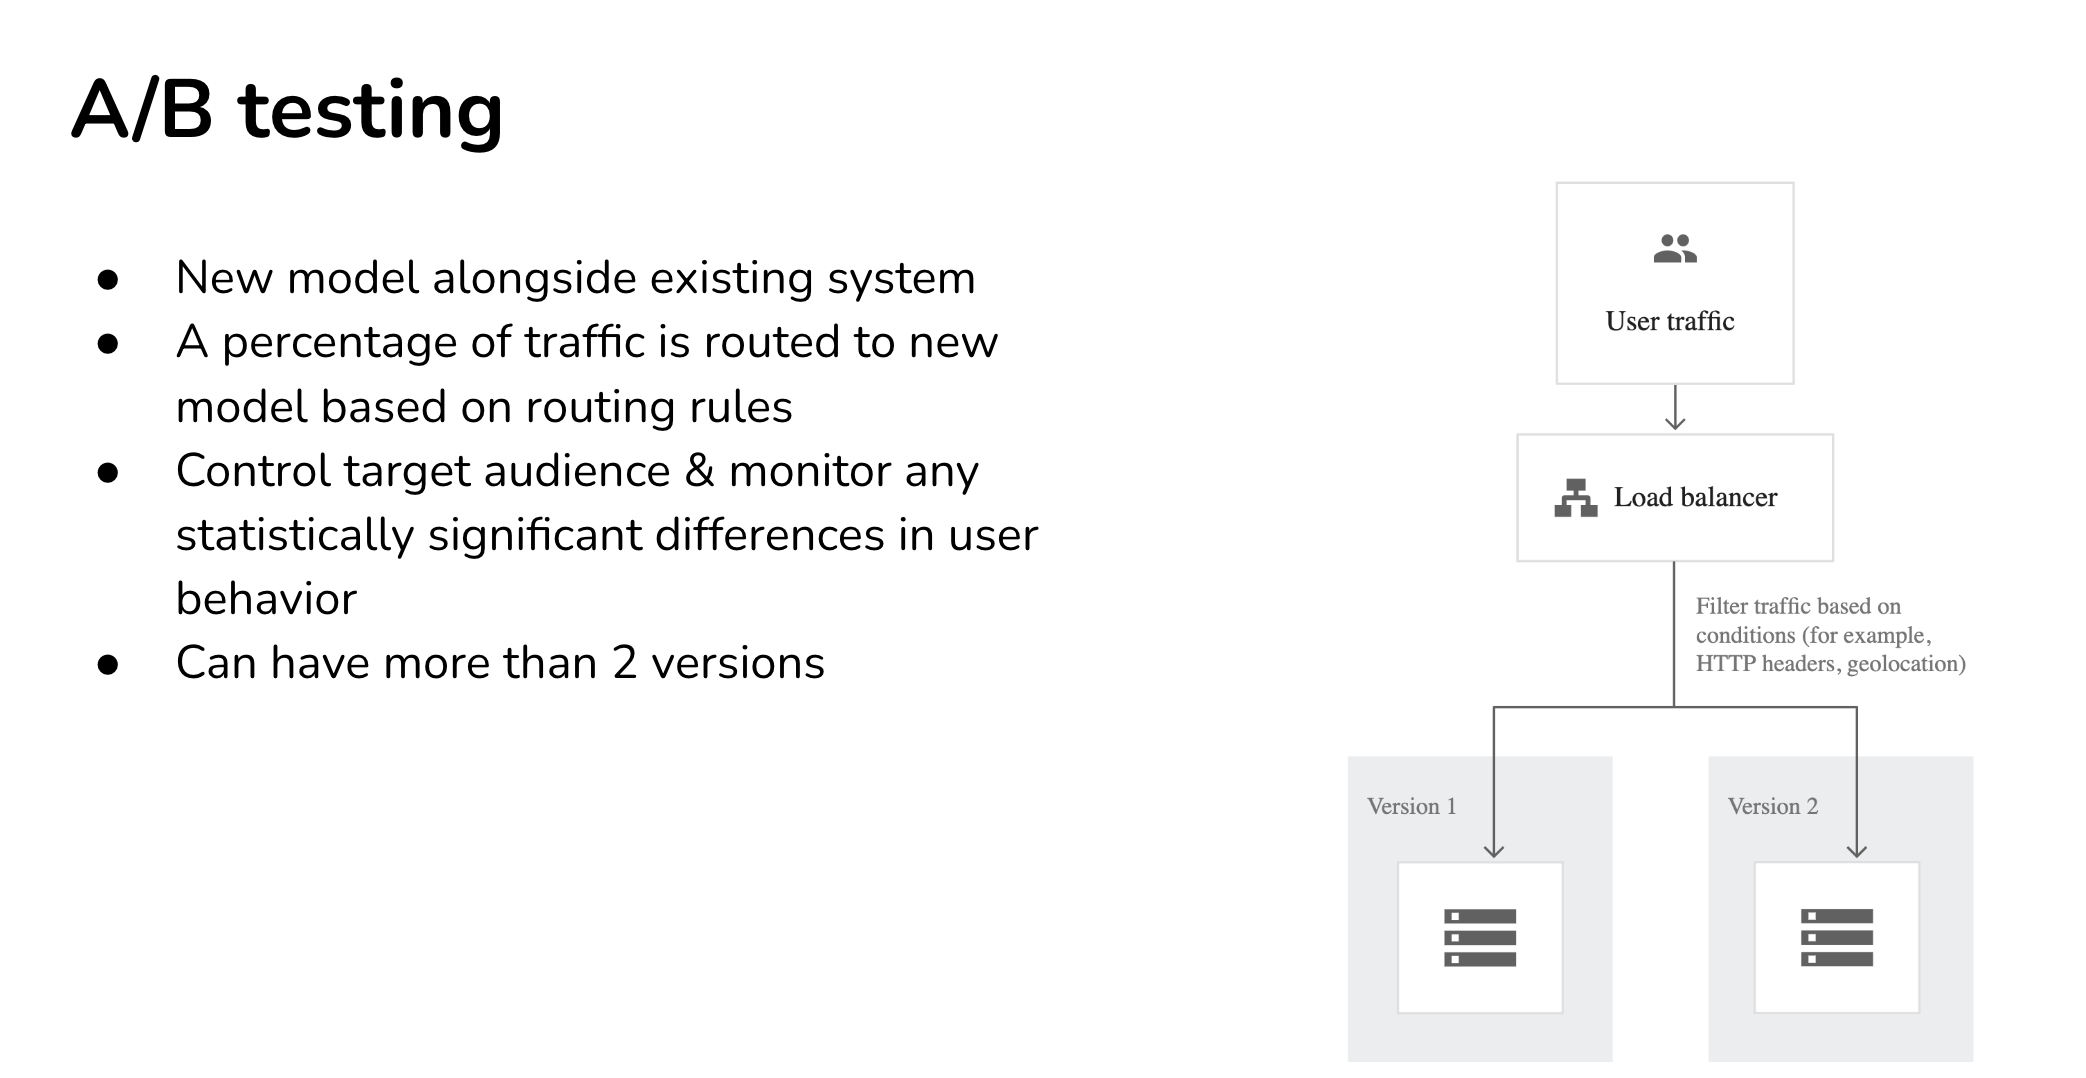 A/B testing
● New model alongside existing system
● A percentage of traffic is routed to new
model based on routing rules
● Control target audience & monitor any
statistically significant differences in user
behavior
● Can have more than 2 versions
User traffic
Load balancer
Filter traffic based on
conditions (for example,
HTTP headers, geolocation)
Version 1
Version 2